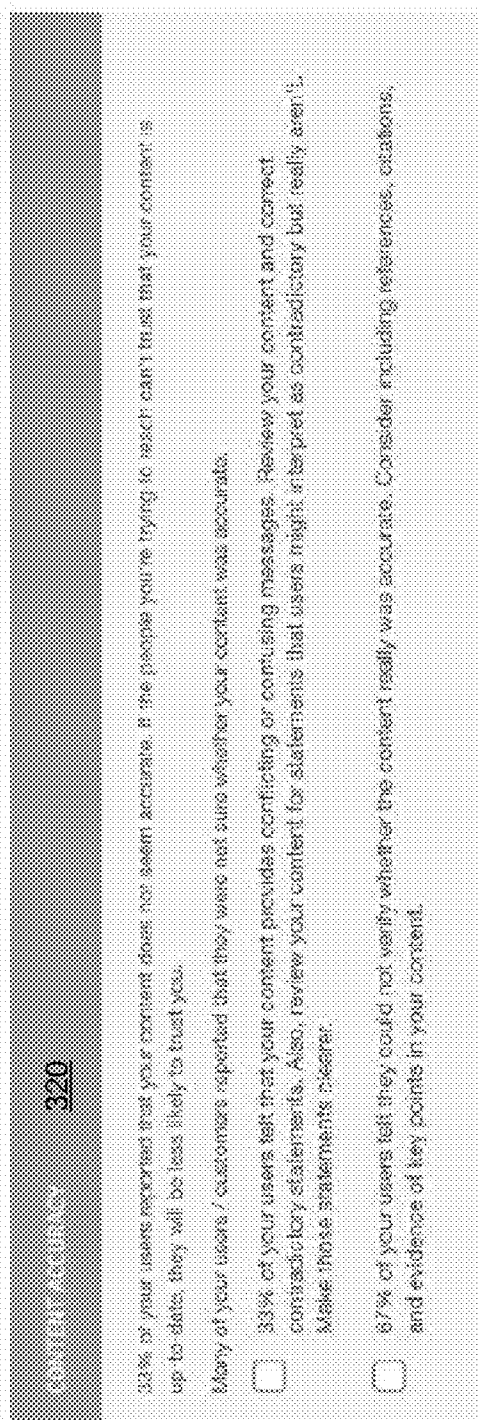 320
32% of your users reported that your content does not seem accurate. If the people you're trying to reach can't trust that your content is
up to date, they will be less likely to trust you.
Many of your users / customers reported that they were not sure whether your content was accurate.
33% of your users felt that your content provides conflicting or confusing messages. Review your content and correct
contradictory statements. Also, review your content for statements that users might interpret as contradictory but really aren't.
Make those statements clearer.
67% of your users felt they could not verify whether the content really was accurate. Consider including references, citations,
and evidence of key points in your content.